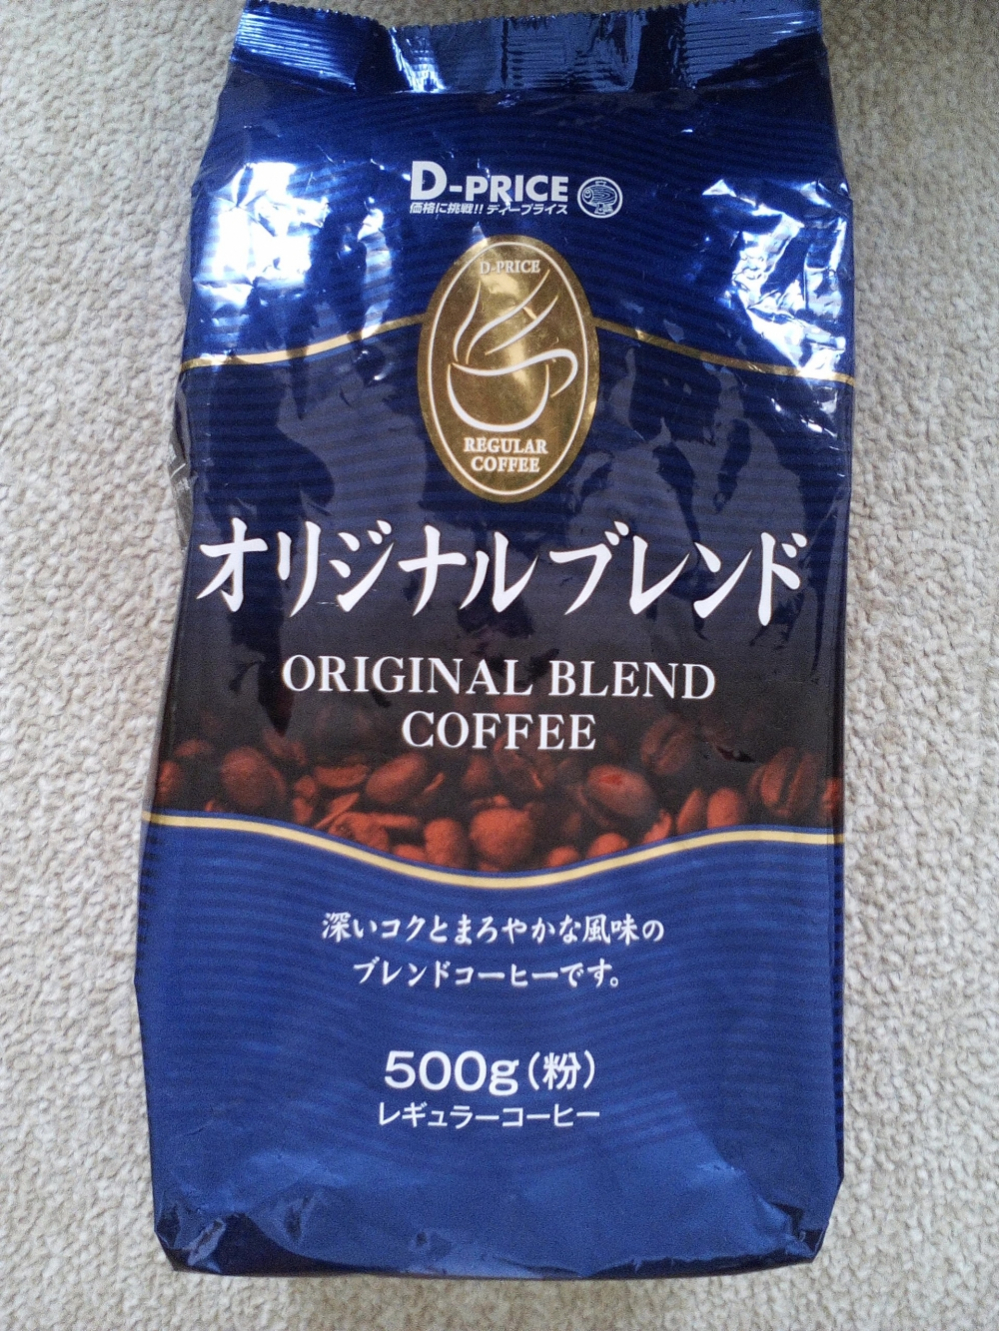 D-PRICE
価格に挑戦!! ディープライス
D-PRICE
REGULAR
COFFEE
オリジナルブレンド
ORIGINAL BLEND
COFFEE
深いコクとまろやかな風味の
ブレンドコーヒーです。
500g(粉)
レギュラーコーヒー